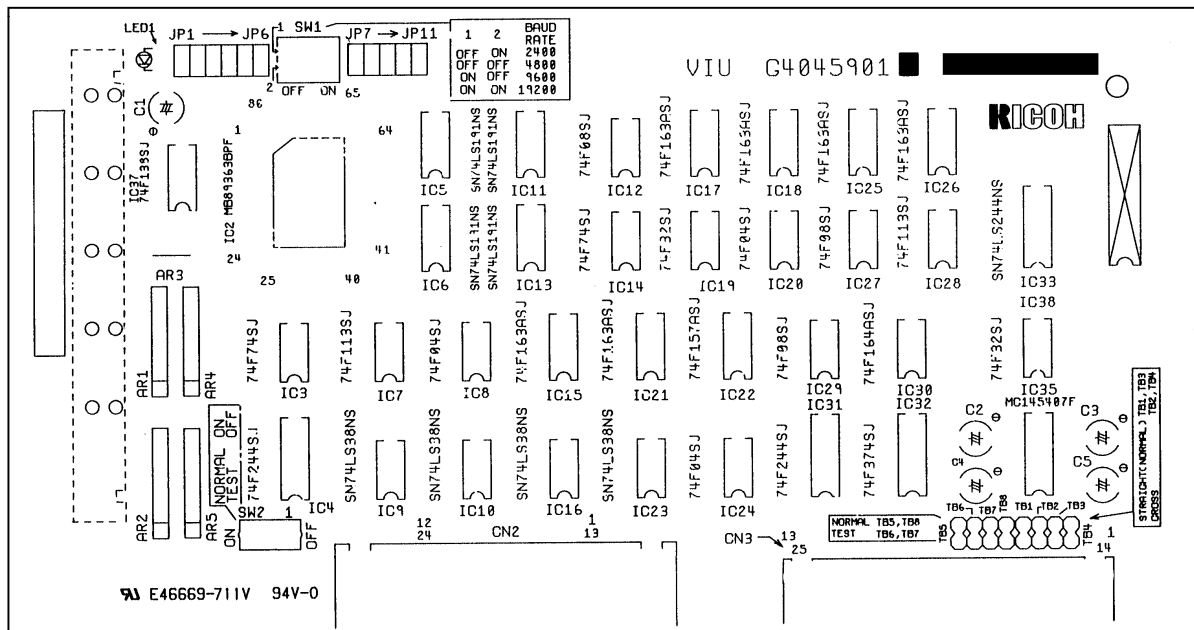 LED1
JP1 → JP6
1 SW1
JP7 → JP11
2 OFF ON 65
1 2 BAUD RATE
OFF ON 2400
OFF OFF 4800
ON OFF 9600
ON ON 19200
VIU G4045901
RICOH
C1
86
1
64
IC37
74F139SJ
IC2 MB89363BPF
24
25
40
41
IC5
SN74LS191NS
SN74LS191NS
IC11
74F08SJ
IC12
74F163ASJ
IC17
74F163ASJ
IC18
74F163ASJ
IC25
74F163ASJ
IC26
IC6
SN74LS191NS
SN74LS191NS
IC13
74F74SJ
IC14
74F32SJ
IC19
74F04SJ
IC20
74F08SJ
IC27
74F113SJ
IC28
SN74LS244NS
IC33
IC38
AR3
AR1
AR4
74F74SJ
IC3
74F113SJ
IC7
74F04SJ
IC8
74F163ASJ
IC15
74F163ASJ
IC21
74F157ASJ
IC22
74F08SJ
IC29
IC31
74F164ASJ
IC30
IC32
74F32SJ
IC35
MC145407F
STRAIGHT(NORMAL) TB1,TB3
CROSS TB2,TB4
NORMAL ON
TEST OFF
74F244SJ
IC4
SN74LS38NS
IC9
SN74LS38NS
IC10
SN74LS38NS
IC16
SN74LS38NS
IC23
74F04SJ
IC24
74F244SJ
74F374SJ
C2
C3
C4
C5
AR2
AR5
SW2
ON 1 OFF
12
24
CN2
1
13
CN3
13
25
NORMAL TB5,TB8
TEST TB6,TB7
TB5
TB6
TB7
TB8
TB1
TB2
TB3
TB4
1
14
E46669-711V 94V-0